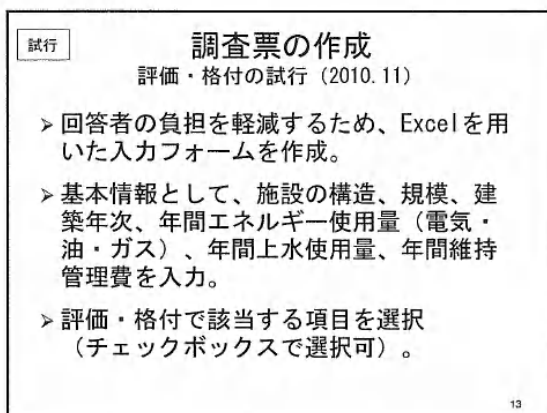 試行
調査票の作成
評価・格付の試行（2010.11）
➢回答者の負担を軽減するため、Excelを用
いた入力フォームを作成。
➢基本情報として、施設の構造、規模、建
築年次、年間エネルギー使用量（電気・
油・ガス）、年間上水使用量、年間維持
管理費を入力。
➢評価・格付で該当する項目を選択
（チェックボックスで選択可）。
13